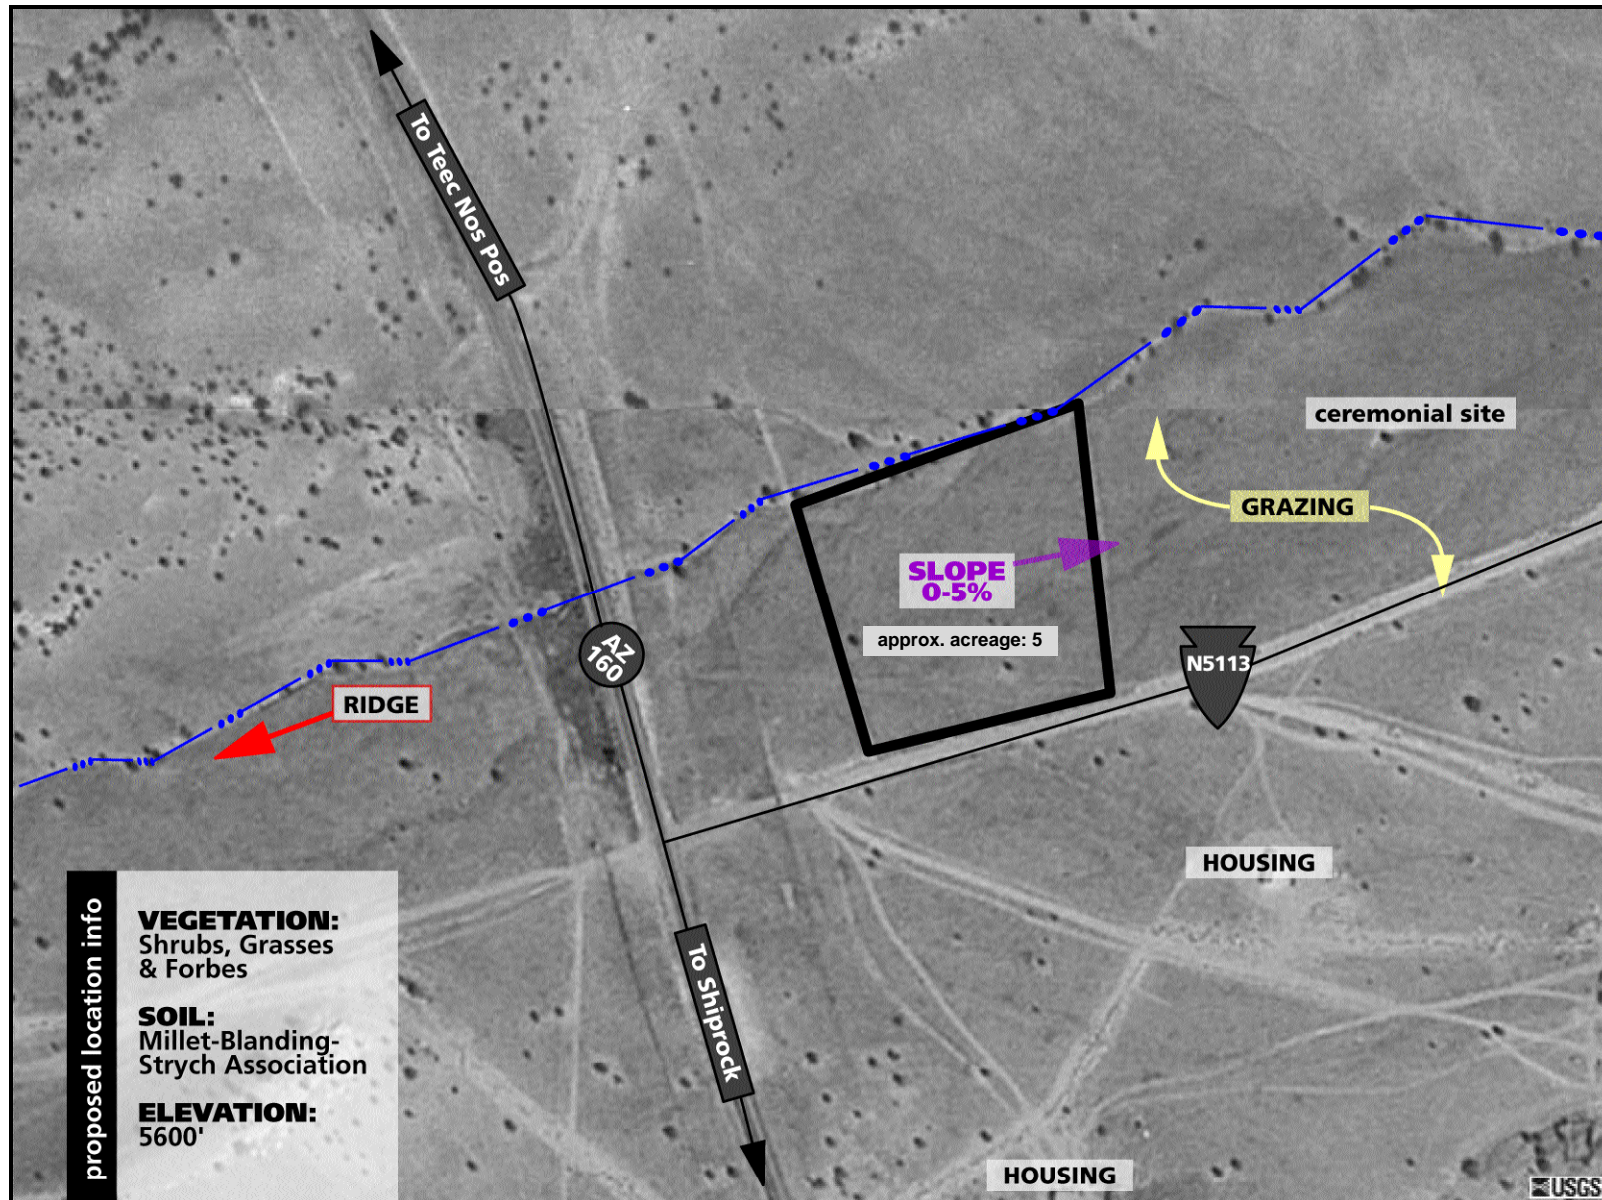 To Teec Nos Pos
ceremonial site
GRAZING
SLOPE
0-5%
approx. acreage: 5
AZ
160
N5113
RIDGE
HOUSING
To Shiprock
HOUSING
proposed location info
VEGETATION:
Shrubs, Grasses
& Forbes
SOIL:
Millet-Blanding-
Strych Association
ELEVATION:
5600'
USGS